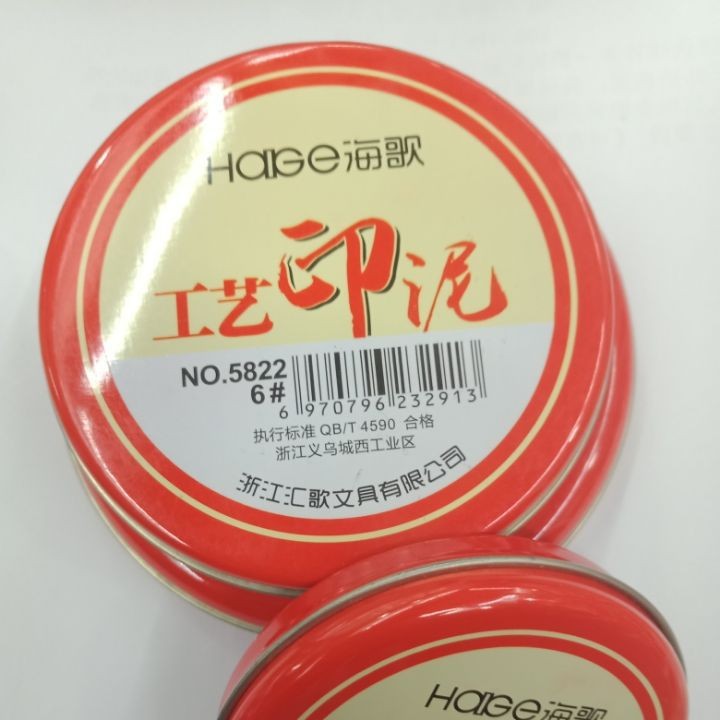 HaiGe海歌
工艺印泥
NO.5822
6#
6 970796 232913
执行标准 QB/T 4590 合格
浙江义乌城西工业区
浙江汇歌文具有限公司
HaiGe海歌